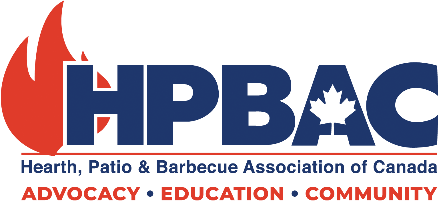 HPBAC
Hearth, Patio & Barbecue Association of Canada
ADVOCACY • EDUCATION • COMMUNITY